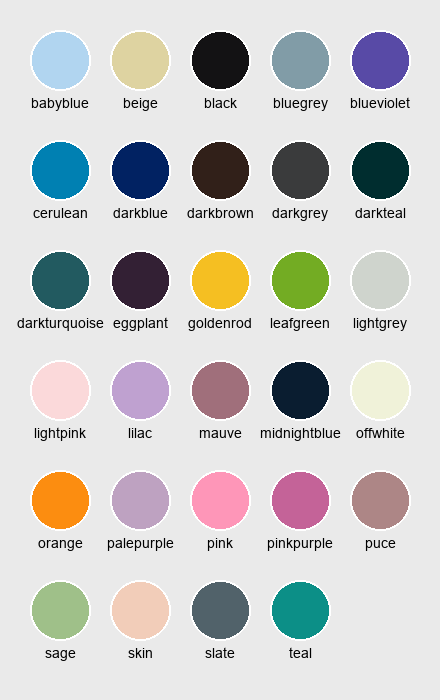 babyblue beige black bluegrey blueviolet
cerulean darkblue darkbrown darkgrey darkteal
darkturquoise eggplant goldenrod leafgreen lightgrey
lightpink lilac mauve midnightblue offwhite
orange palepurple pink pinkpurple puce
sage skin slate teal